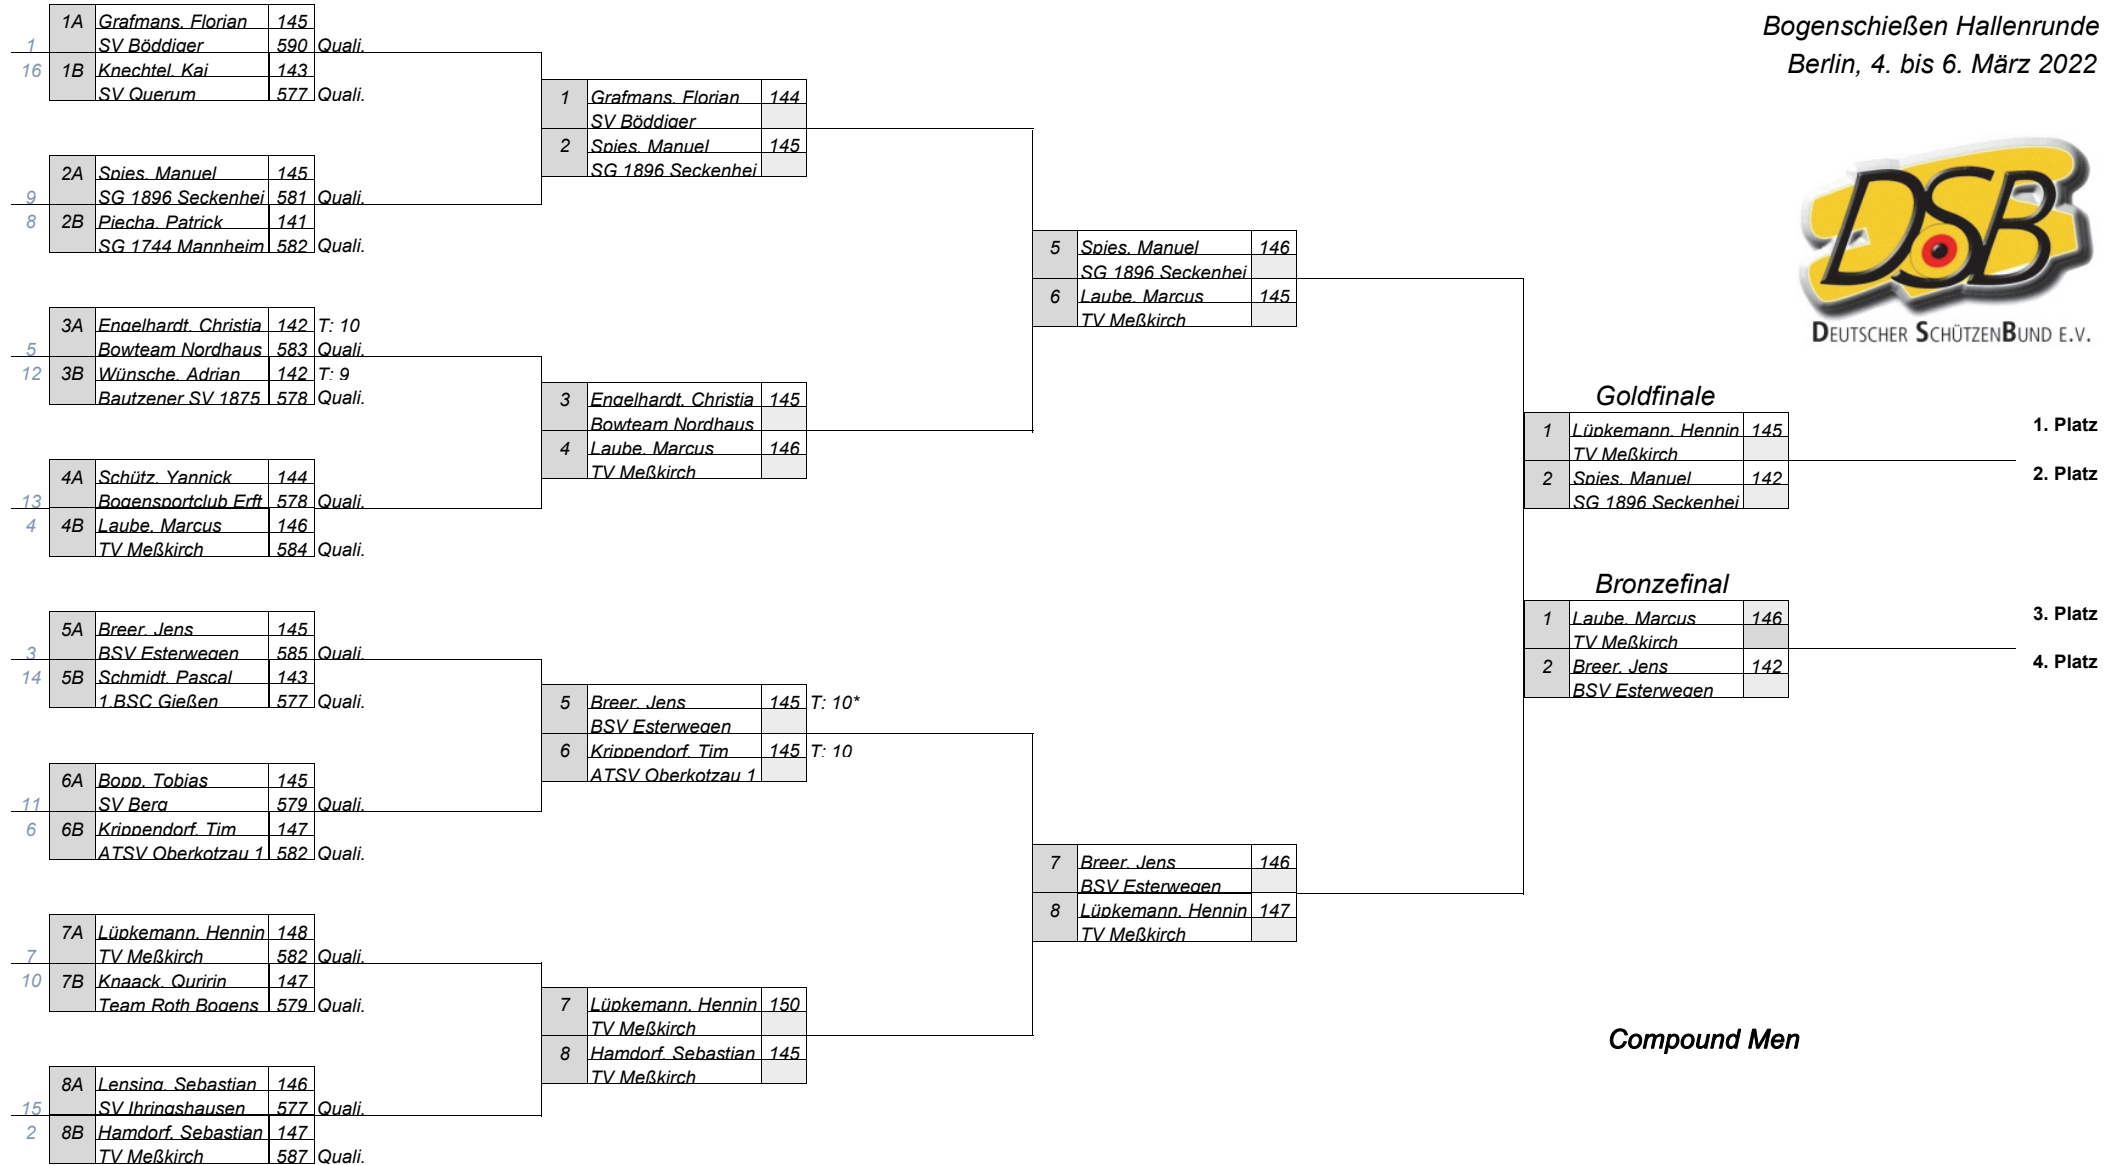 Bogenschießen Hallenrunde
Berlin, 4. bis 6. März 2022
DSB
DEUTSCHER SCHÜTZENBUND E.V.
1A Grafmans, Florian 145
1 SV Böddiger 590 Quali.
16 1B Knechtel, Kai 143
SV Querum 577 Quali.
9 2A Spies, Manuel 145
SG 1896 Seckenhei 581 Quali.
8 2B Piecha, Patrick 141
SG 1744 Mannheim 582 Quali.
3A Engelhardt, Christia 142 T: 10
5 Bowteam Nordhaus 583 Quali.
12 3B Wünsche, Adrian 142 T: 9
Bautzener SV 1875 578 Quali.
4A Schütz, Yannick 144
13 Bogensportclub Erft 578 Quali.
4 4B Laube, Marcus 146
TV Meßkirch 584 Quali.
5A Breer, Jens 145
3 BSV Esterwegen 585 Quali.
14 5B Schmidt, Pascal 143
1.BSC Gießen 577 Quali.
6A Bopp, Tobias 145
11 SV Berg 579 Quali.
6 6B Krippendorf, Tim 147
ATSV Oberkotzau 1 582 Quali.
7A Lüpkemann, Hennin 148
7 TV Meßkirch 582 Quali.
10 7B Knaack, Quririn 147
Team Roth Bogens 579 Quali.
8A Lensing, Sebastian 146
15 SV Ihringshausen 577 Quali.
2 8B Hamdorf, Sebastian 147
TV Meßkirch 587 Quali.
1 Grafmans, Florian 144
SV Böddiger
2 Spies, Manuel 145
SG 1896 Seckenhei
3 Engelhardt, Christia 145
Bowteam Nordhaus
4 Laube, Marcus 146
TV Meßkirch
5 Breer, Jens 145 T: 10*
BSV Esterwegen
6 Krippendorf, Tim 145 T: 10
ATSV Oberkotzau 1
7 Lüpkemann, Hennin 150
TV Meßkirch
8 Hamdorf, Sebastian 145
TV Meßkirch
5 Spies, Manuel 146
SG 1896 Seckenhei
6 Laube, Marcus 145
TV Meßkirch
7 Breer, Jens 146
BSV Esterwegen
8 Lüpkemann, Hennin 147
TV Meßkirch
Goldfinale
1 Lüpkemann, Hennin 145 1. Platz
TV Meßkirch
2 Spies, Manuel 142 2. Platz
SG 1896 Seckenhei
Bronzefinal
1 Laube, Marcus 146 3. Platz
TV Meßkirch
2 Breer, Jens 142 4. Platz
BSV Esterwegen
Compound Men